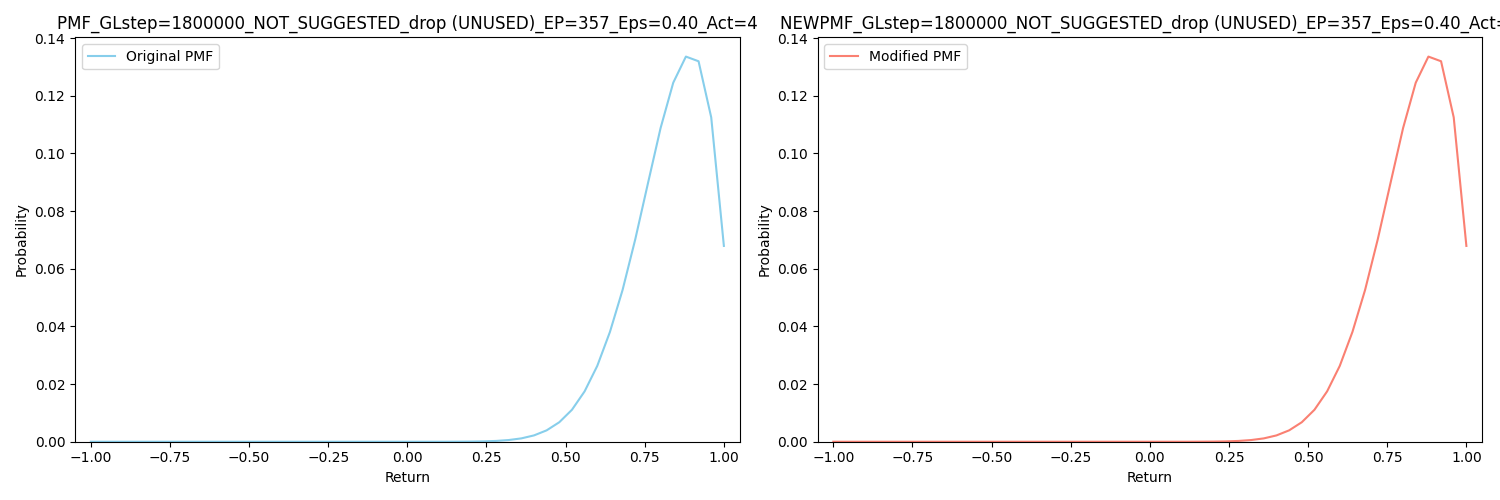 PMF_GLstep=1800000_NOT_SUGGESTED_drop (UNUSED)_EP=357_Eps=0.40_Act=4
Original PMF
Probability
0.14
0.12
0.10
0.08
0.06
0.04
0.02
0.00
−1.00 −0.75 −0.50 −0.25 0.00 0.25 0.50 0.75 1.00
Return
NEWPMF_GLstep=1800000_NOT_SUGGESTED_drop (UNUSED)_EP=357_Eps=0.40_Act=
Modified PMF
Probability
0.14
0.12
0.10
0.08
0.06
0.04
0.02
0.00
−1.00 −0.75 −0.50 −0.25 0.00 0.25 0.50 0.75 1.00
Return